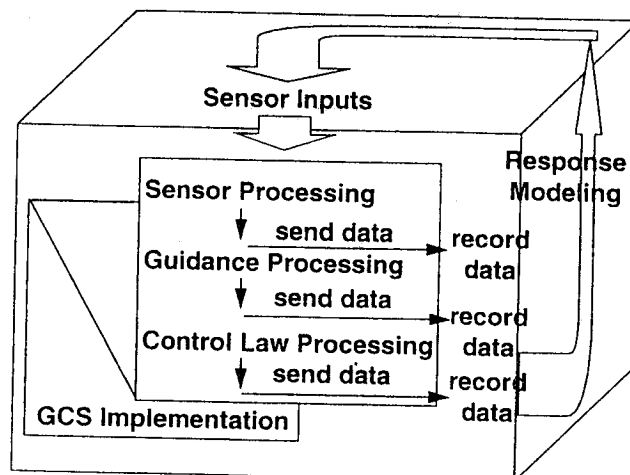 Sensor Inputs
Response
Modeling
Sensor Processing
send data
record
data
Guidance Processing
send data
record
data
Control Law Processing
send data
record
data
GCS Implementation